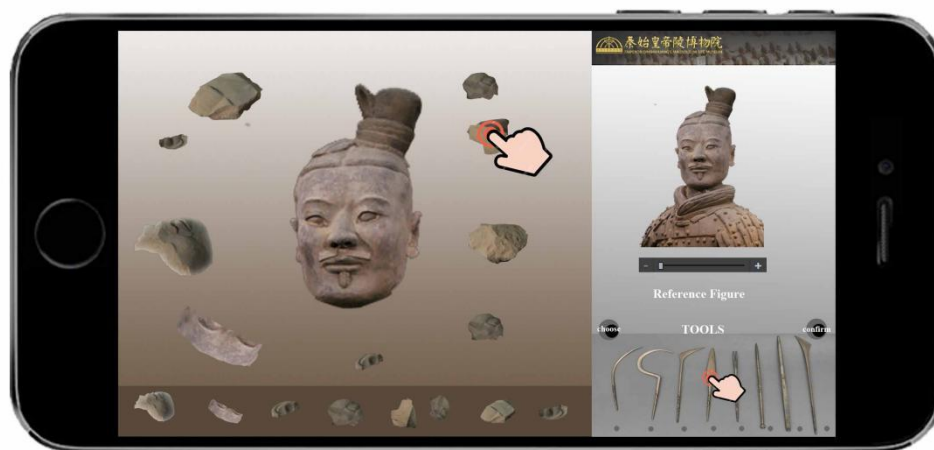 秦始皇帝陵博物院
Reference Figure
choose
TOOLS
confirm